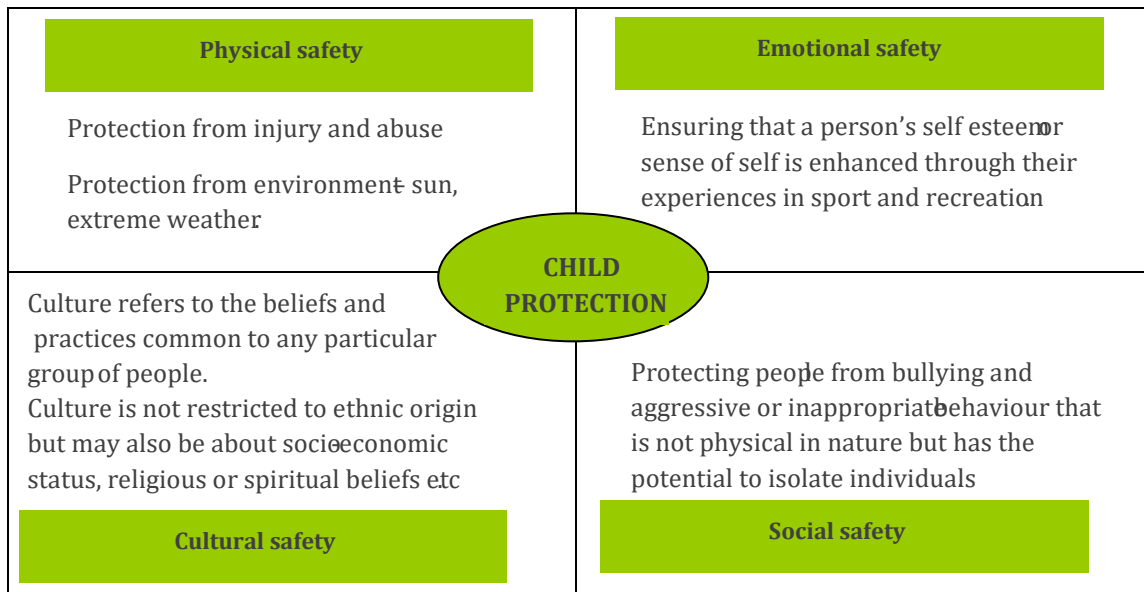 Physical safety
Protection from injury and abuse
Protection from environment- sun,
extreme weather.
Emotional safety
Ensuring that a person's self esteem or
sense of self is enhanced through their
experiences in sport and recreation.
CHILD
PROTECTION
Culture refers to the beliefs and
practices common to any particular
group of people.
Culture is not restricted to ethnic origin
but may also be about socio-economic
status, religious or spiritual beliefs etc.
Cultural safety
Protecting people from bullying and
aggressive or inappropriate behaviour that
is not physical in nature but has the
potential to isolate individuals
Social safety